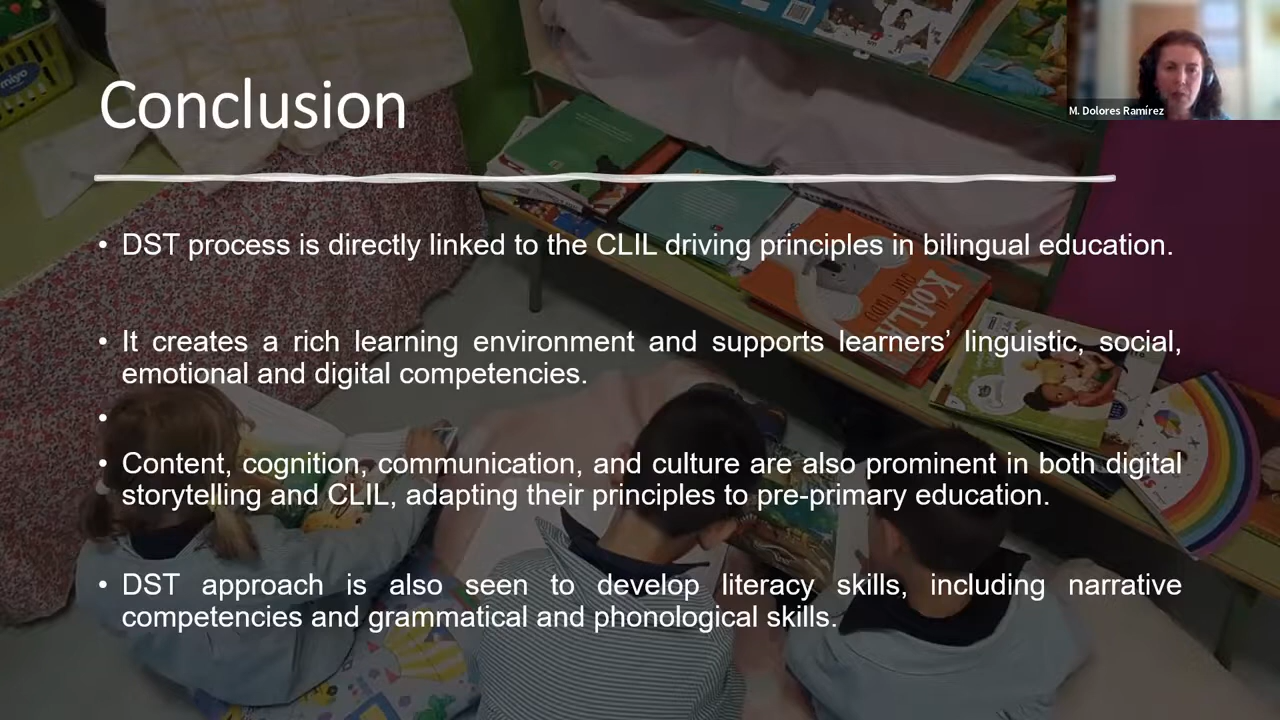 miyo
Conclusion
M. Dolores Ramírez
• DST process is directly linked to the CLIL driving principles in bilingual education.
• It creates a rich learning environment and supports learners’ linguistic, social,
emotional and digital competencies.
•
• Content, cognition, communication, and culture are also prominent in both digital
storytelling and CLIL, adapting their principles to pre-primary education.
• DST approach is also seen to develop literacy skills, including narrative
competencies and grammatical and phonological skills.
KOALA